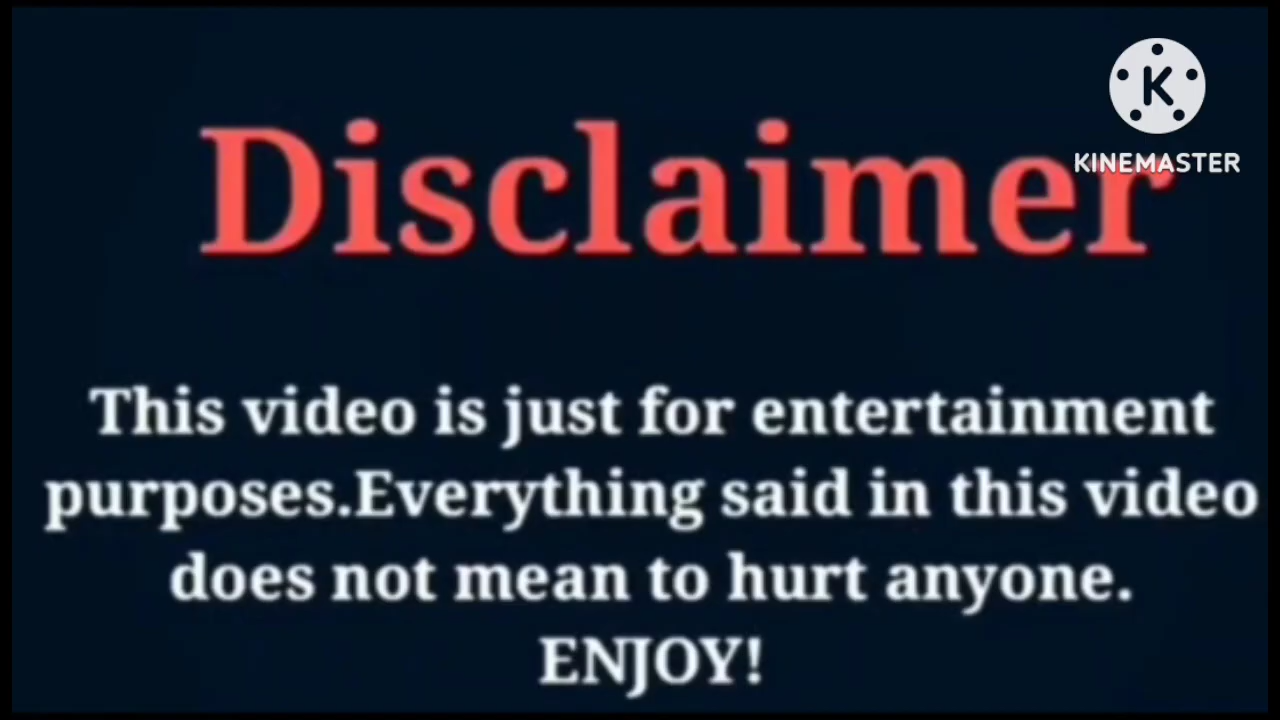 K
KINEMASTER
Disclaimer
This video is just for entertainment
purposes.Everything said in this video
does not mean to hurt anyone.
ENJOY!